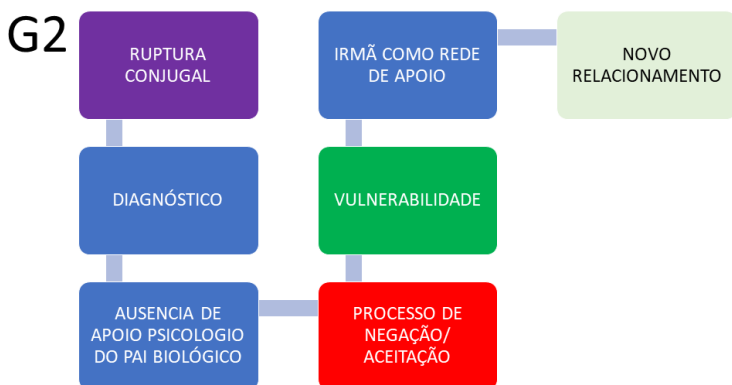 G2
RUPTURA
CONJUGAL
DIAGNÓSTICO
AUSENCIA DE
APOIO PSICOLOGIO
DO PAI BIOLÓGICO
PROCESSO DE
NEGAÇÃO/
ACEITAÇÃO
VULNERABILIDADE
IRMÃ COMO REDE
DE APOIO
NOVO
RELACIONAMENTO